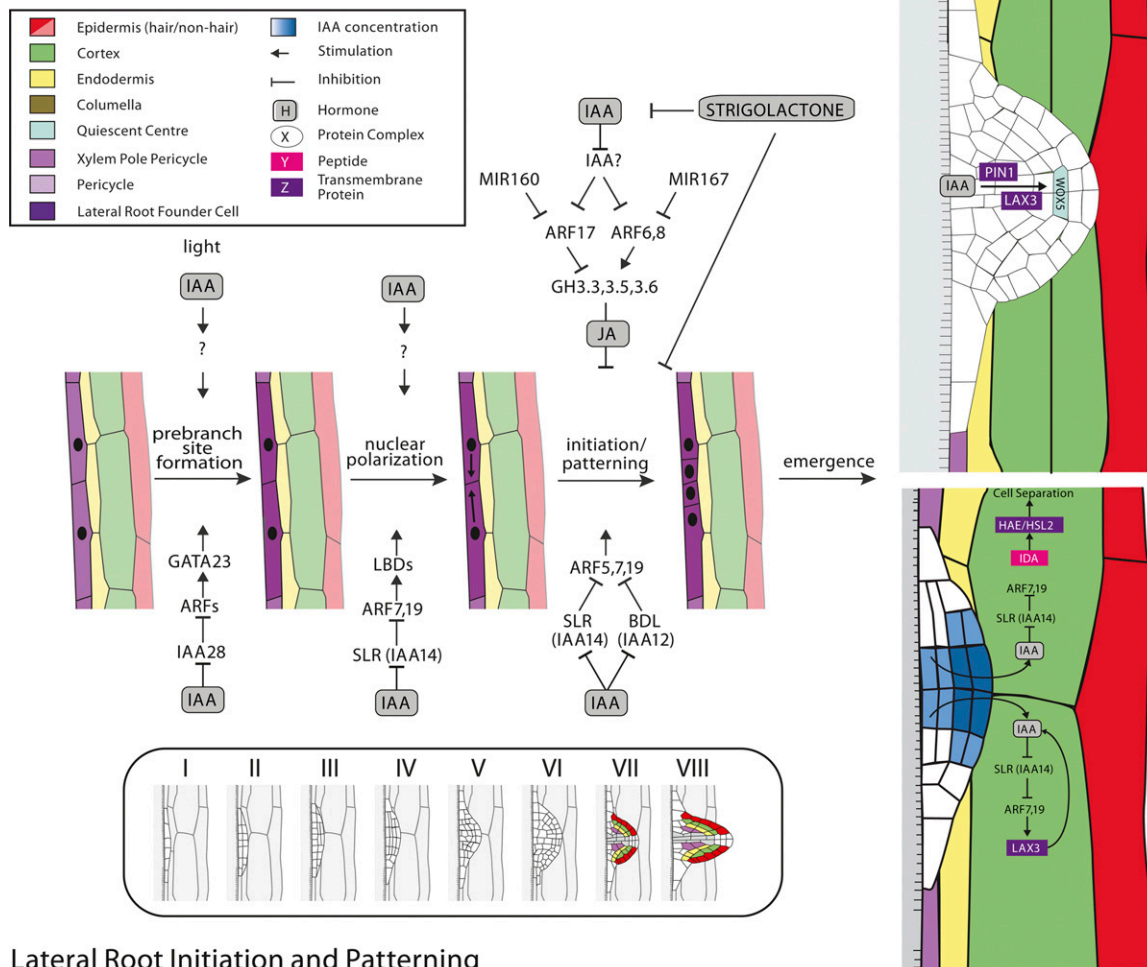 Epidermis (hair/non-hair)
Cortex
Endodermis
Columella
Quiescent Centre
Xylem Pole Pericycle
Pericycle
Lateral Root Founder Cell
IAA concentration
Stimulation
Inhibition
H Hormone
X Protein Complex
Y Peptide
Z Transmembrane
Protein
light
IAA
?
prebranch
site
formation
GATA23
ARFs
IAA28
IAA
IAA
?
nuclear
polarization
LBDs
ARF7,19
SLR (IAA14)
IAA
IAA
STRIGOLACTONE
IAA?
MIR160
MIR167
ARF17
ARF6,8
GH3.3,3.5,3.6
JA
initiation/
patterning
ARF5,7,19
SLR
(IAA14)
BDL
(IAA12)
IAA
emergence
IAA
PIN1
LAX3
WOX5
Cell Separation
HAE/HSL2
IDA
ARF7,19
SLR (IAA14)
IAA
IAA
SLR (IAA14)
ARF7,19
LAX3
I II III IV V VI VII VIII
Lateral Root Initiation and Patterning